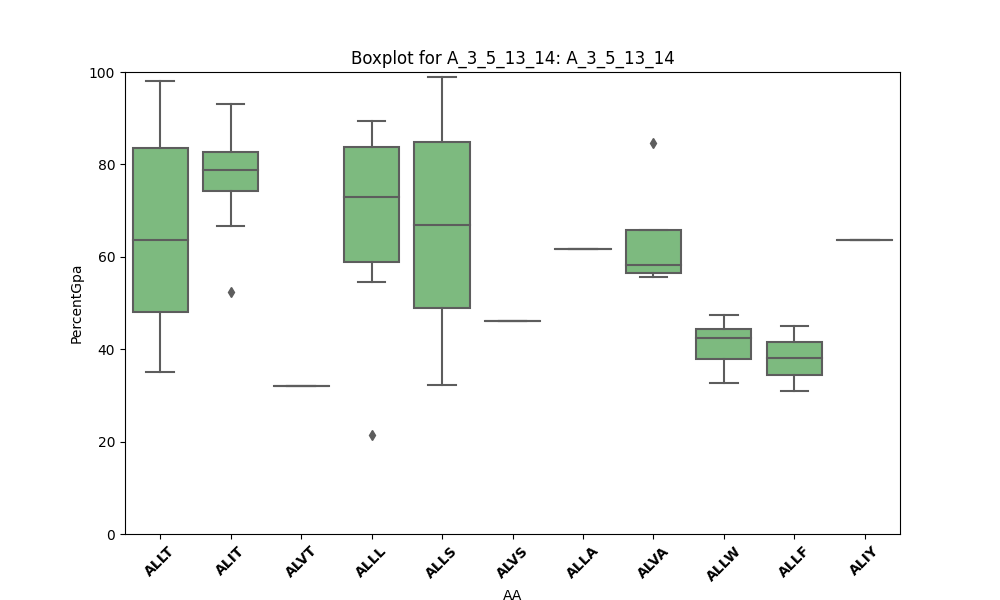 Boxplot for A_3_5_13_14: A_3_5_13_14
PercentGpa
100
80
60
40
20
0
ALLT ALIT ALVT ALLL ALLS ALVS ALLA ALVA ALLW ALLF ALIY
AA